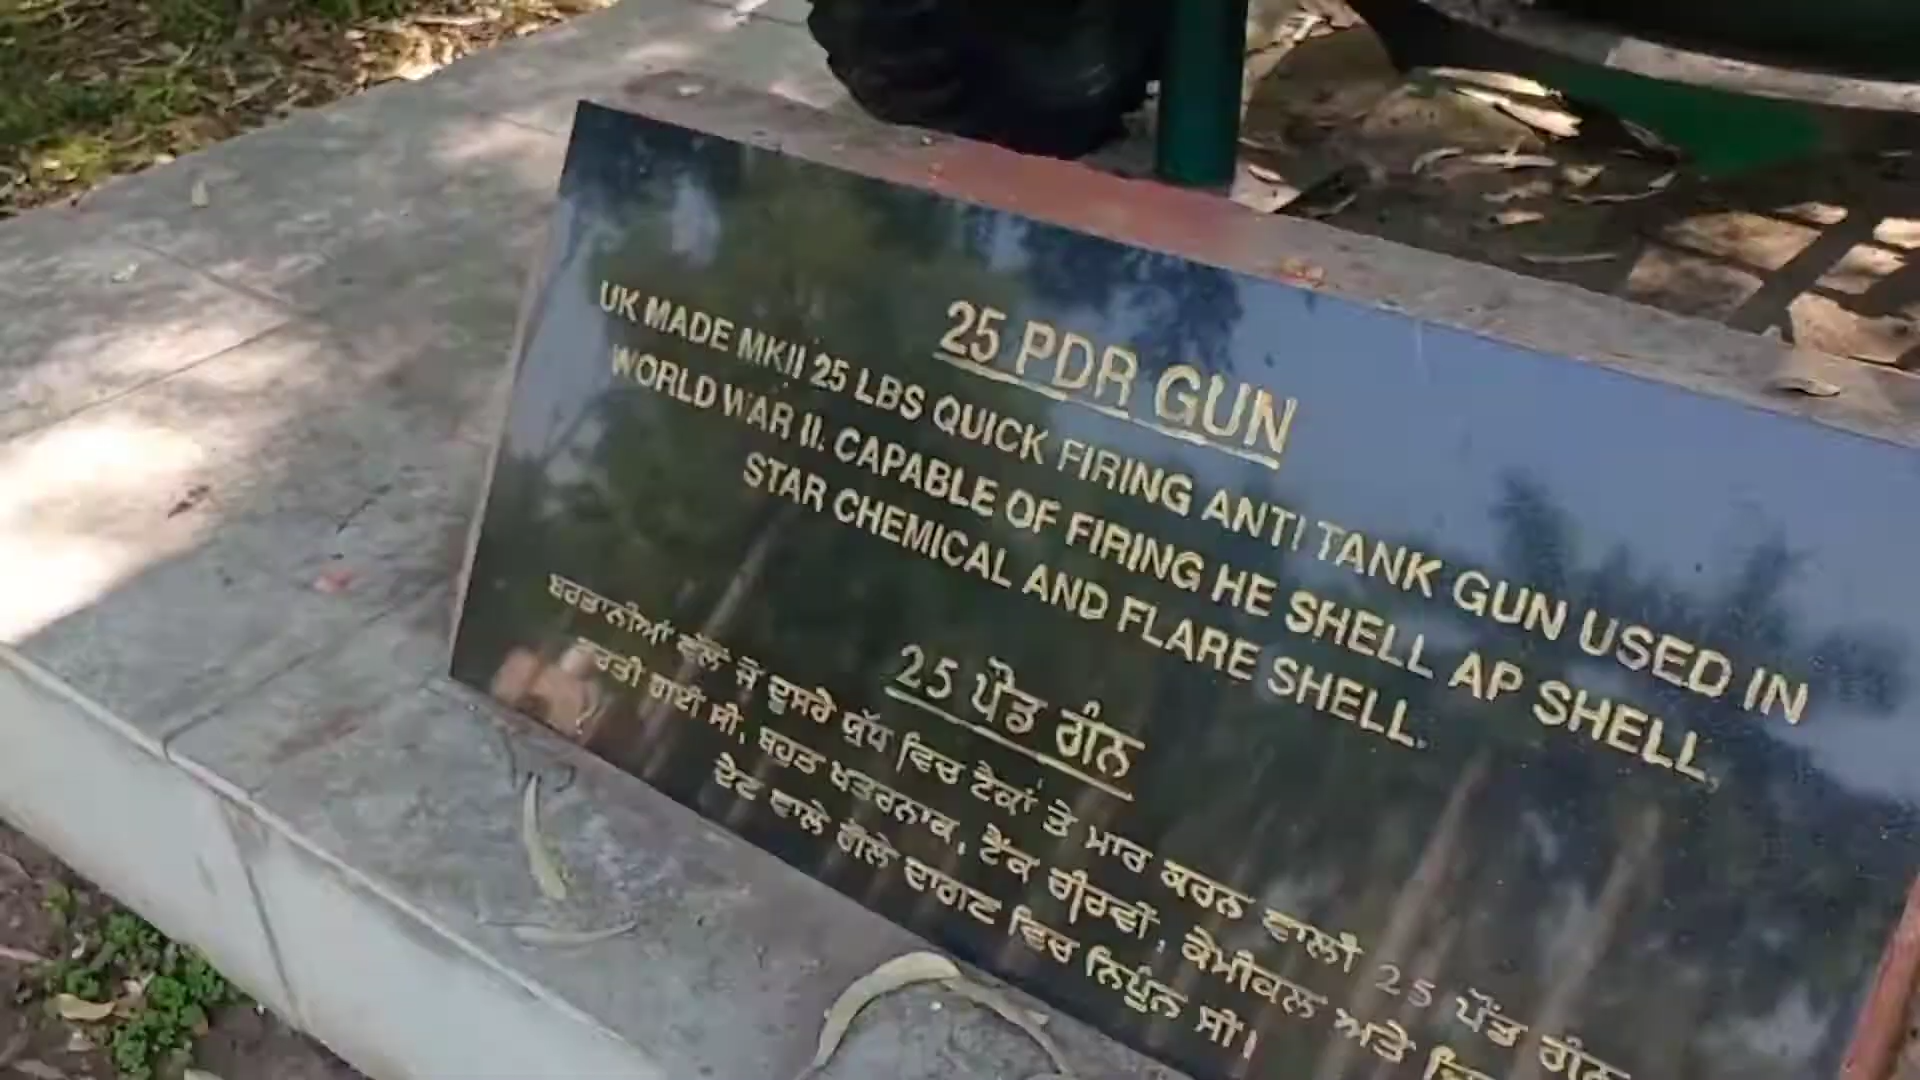 25 PDR GUN
UK MADE MKII 25 LBS QUICK FIRING ANTI TANK GUN USED IN
WORLD WAR II. CAPABLE OF FIRING HE SHELL AP SHELL,
STAR CHEMICAL AND FLARE SHELL.
25 ਪੌਂਡ ਗੰਨ
ਬਰਤਾਨੀਆਂ ਵੱਲੋਂ ਜੋ ਦੂਸਰੇ ਯੁੱਧ ਵਿਚ ਟੈਂਕਾਂ ਤੇ ਮਾਰ ਕਰਨ ਵਾਲੀ 25 ਪੌਂਡ ਗੰਨ
ਵਰਤੀ ਗਈ ਸੀ, ਬਹੁਤ ਖਤਰਨਾਕ, ਟੈਂਕ ਚੀਰਵੀਂ, ਕੈਮੀਕਲ ਅਤੇ
ਦੈਣ ਵਾਲੇ ਗੋਲੇ ਦਾਗਣ ਵਿਚ ਨਿਪੁੰਨ ਸੀ।